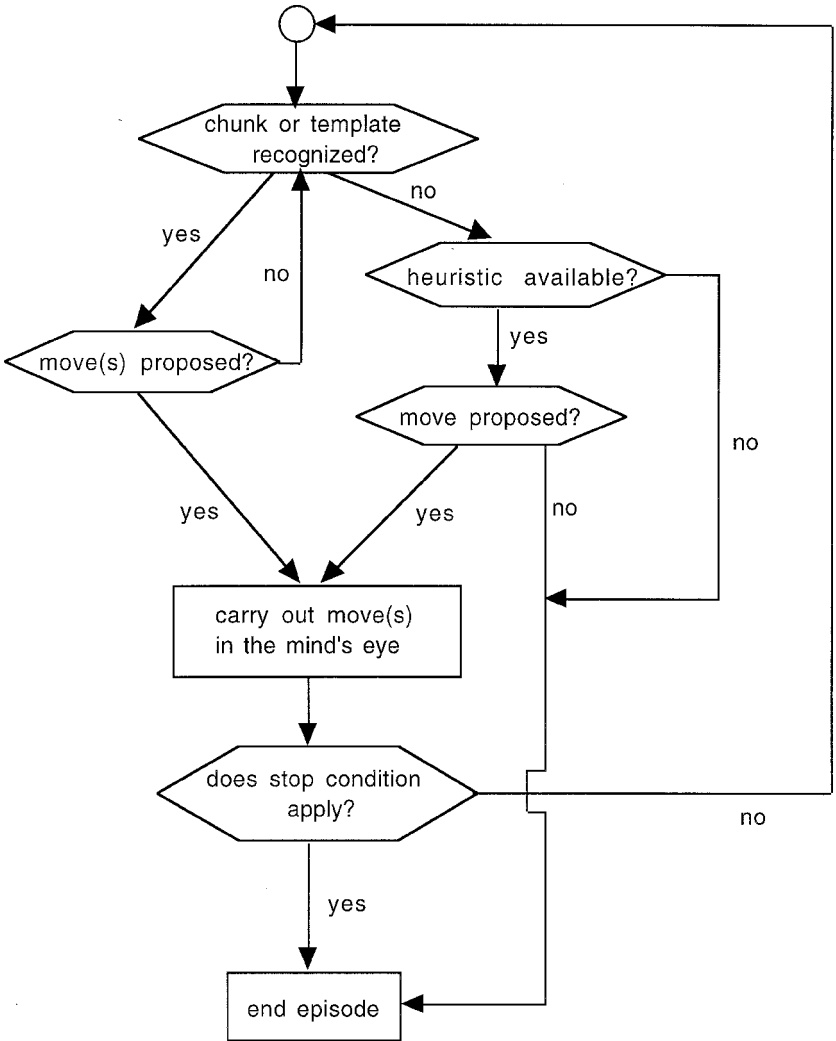 chunk or template
recognized?
no
yes
no
heuristic available?
yes
move(s) proposed?
move proposed?
no
yes
yes
no
carry out move(s)
in the mind's eye
does stop condition
apply?
no
yes
end episode